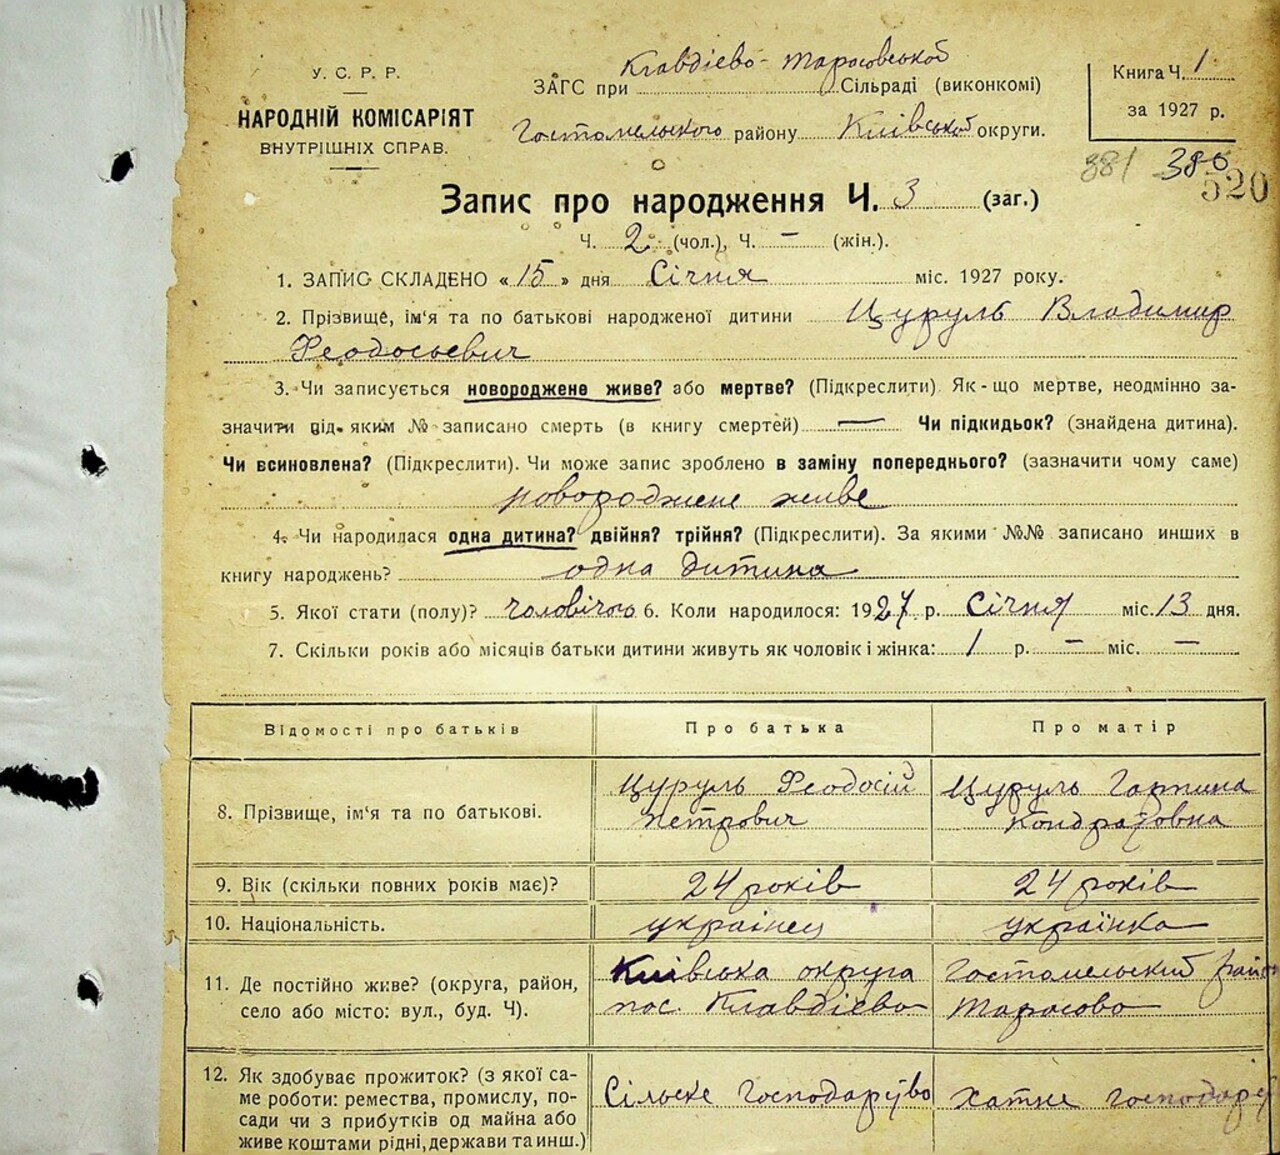 У. С. Р. Р.
НАРОДНІЙ КОМІСАРІЯТ
ВНУТРІШНІХ СПРАВ.
ЗАГС при Клавдієво-Тарасовської Сільраді (виконкомі)
Гостомельского району Київської округи.
Книга Ч. 1
за 1927 р.
381 380
520
Запис про народження Ч. 3 (заг.)
Ч. 2 (чол.), Ч. — (жін.).
1. ЗАПИС СКЛАДЕНО «15» дня Січня міс. 1927 року.
2. Прізвище, ім'я та по батькові народженої дитини Цуруль Владимир
Феодосьевич
3. Чи записується новороджене живе? або мертве? (Підкреслити). Як-що мертве, неодмінно за-
значити під яким № записано смерть (в книгу смертей) — Чи підкидьок? (знайдена дитина).
Чи всиновлена? (Підкреслити). Чи може запис зроблено в заміну попереднього? (зазначити чому саме)
новороджене живе
4. Чи народилася одна дитина? двійня? трійня? (Підкреслити). За якими №№ записано инших в
книгу народжень? одна дитина
5. Якої стати (полу)? чоловічого 6. Коли народилося: 1927 р. Січня міс. 13 дня.
7. Скільки років або місяців батьки дитини живуть як чоловік і жінка: 1 р. — міс. —
Відомості про батьків Про батька Про матір
8. Прізвище, ім'я та по батькові. Цуруль Феодосій Петрович Цуруль Гарпина Кондратовна
9. Вік (скільки повних років має)? 24 років 24 років
10. Національність. українец українка
11. Де постійно живе? (округа, район, Київська округа Гостомельский район
село або місто: вул., буд. Ч). пос. Клавдієво Тарасово
12. Як здобуває прожиток? (з якої са-
ме роботи: ремества, промислу, по- Сільске господарство Хатне господарс
сади чи з прибутків од майна або
живе коштами рідні, держави та инш.)